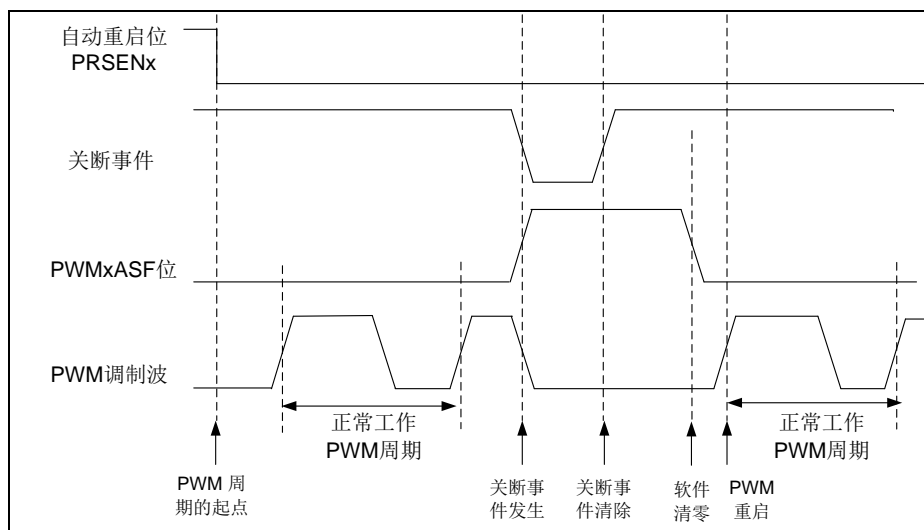 自动重启位
PRSENx
关断事件
PWMxASF位
PWM调制波
正常工作
PWM周期
正常工作
PWM周期
PWM 周
期的起点
关断事
件发生
关断事
件清除
软件
清零
PWM
重启